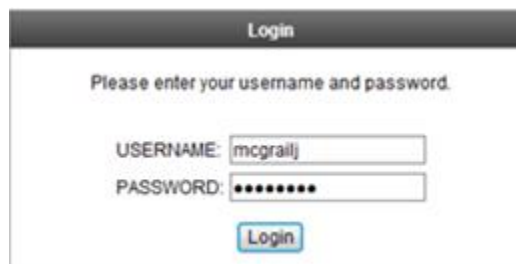 Login
Please enter your username and password.
USERNAME: mcgrailj
PASSWORD: ●●●●●●●●
Login